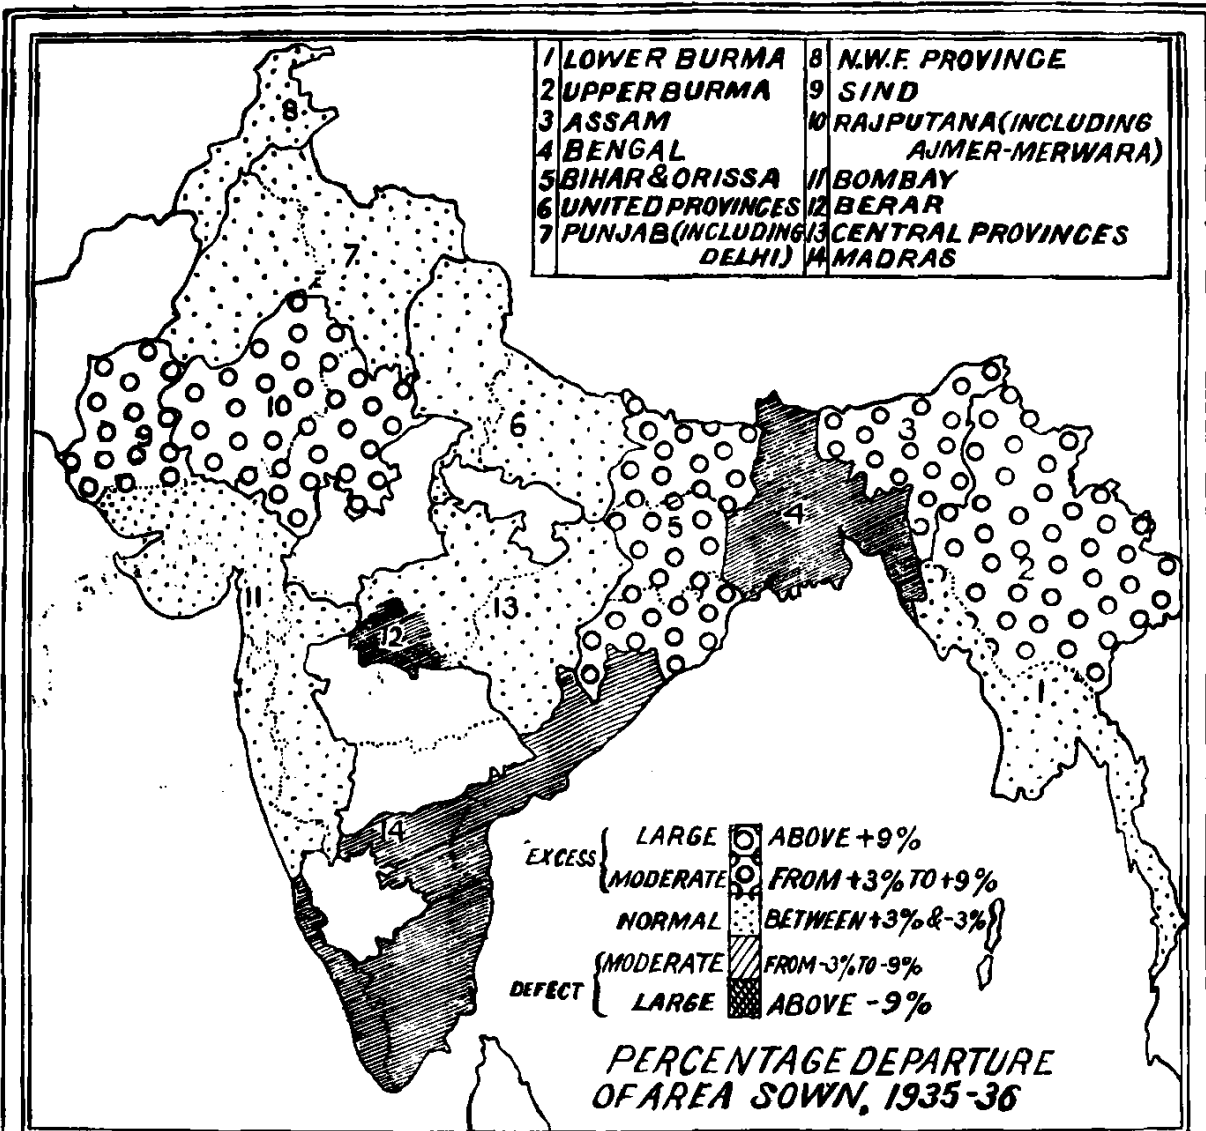 1 LOWER BURMA
2 UPPER BURMA
3 ASSAM
4 BENGAL
5 BIHAR & ORISSA
6 UNITED PROVINCES
7 PUNJAB (INCLUDING
DELHI)
8 N.W.F. PROVINCE
9 SIND
10 RAJPUTANA (INCLUDING
AJMER-MERWARA)
11 BOMBAY
12 BERAR
13 CENTRAL PROVINCES
14 MADRAS
8
7
10
9
6
3
5
4
2
11
13
12
1
14
EXCESS
LARGE ABOVE +9%
MODERATE FROM +3% TO +9%
NORMAL BETWEEN +3% & -3%
DEFECT
MODERATE FROM -3% TO -9%
LARGE ABOVE -9%
PERCENTAGE DEPARTURE
OF AREA SOWN, 1935-36